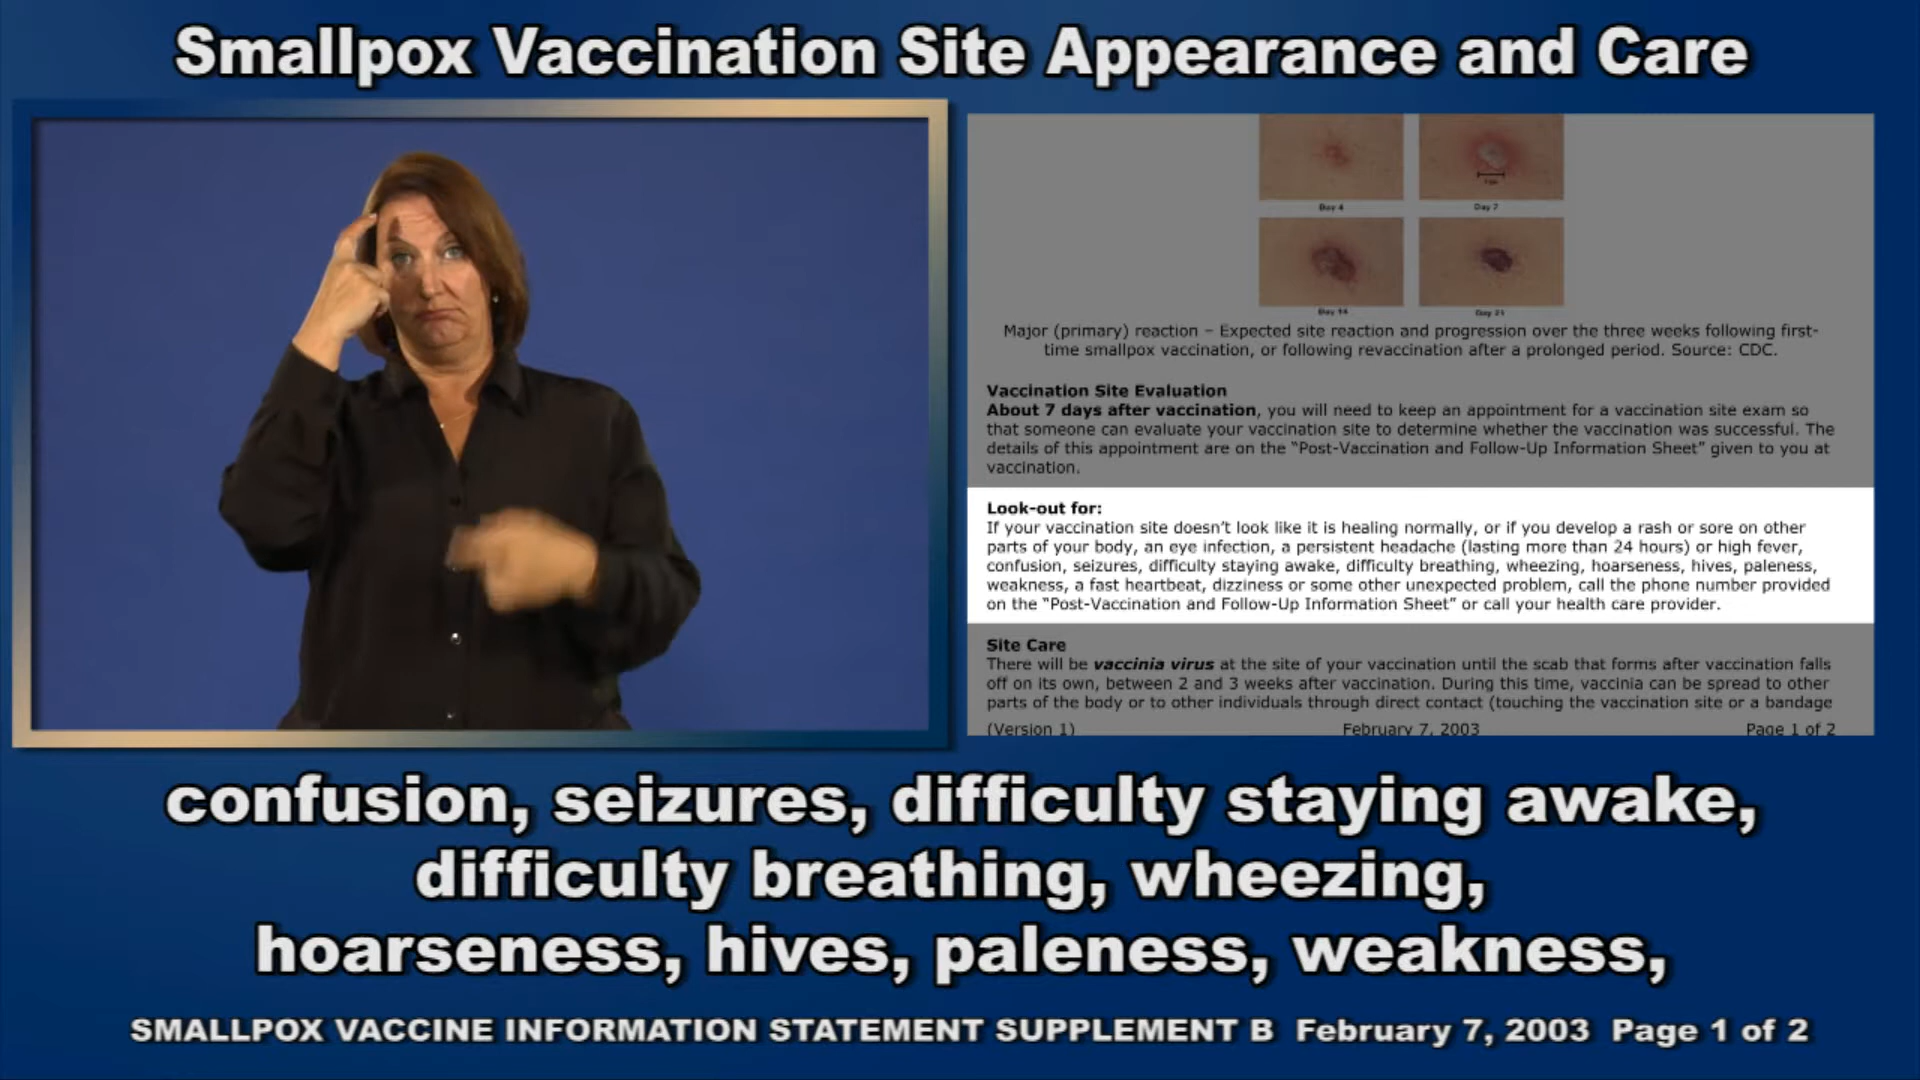 Smallpox Vaccination Site Appearance and Care
Day 4
Day 7
Day 14
Day 21
Major (primary) reaction – Expected site reaction and progression over the three weeks following first-
time smallpox vaccination, or following revaccination after a prolonged period. Source: CDC.
Vaccination Site Evaluation
About 7 days after vaccination, you will need to keep an appointment for a vaccination site exam so
that someone can evaluate your vaccination site to determine whether the vaccination was successful. The
details of this appointment are on the “Post-Vaccination and Follow-Up Information Sheet” given to you at
vaccination.
Look-out for:
If your vaccination site doesn’t look like it is healing normally, or if you develop a rash or sore on other
parts of your body, an eye infection, a persistent headache (lasting more than 24 hours) or high fever,
confusion, seizures, difficulty staying awake, difficulty breathing, wheezing, hoarseness, hives, paleness,
weakness, a fast heartbeat, dizziness or some other unexpected problem, call the phone number provided
on the “Post-Vaccination and Follow-Up Information Sheet” or call your health care provider.
Site Care
There will be vaccinia virus at the site of your vaccination until the scab that forms after vaccination falls
off on its own, between 2 and 3 weeks after vaccination. During this time, vaccinia can be spread to other
parts of the body or to other individuals through direct contact (touching the vaccination site or a bandage
(Version 1) February 7, 2003 Page 1 of 2
confusion, seizures, difficulty staying awake,
difficulty breathing, wheezing,
hoarseness, hives, paleness, weakness,
SMALLPOX VACCINE INFORMATION STATEMENT SUPPLEMENT B February 7, 2003 Page 1 of 2